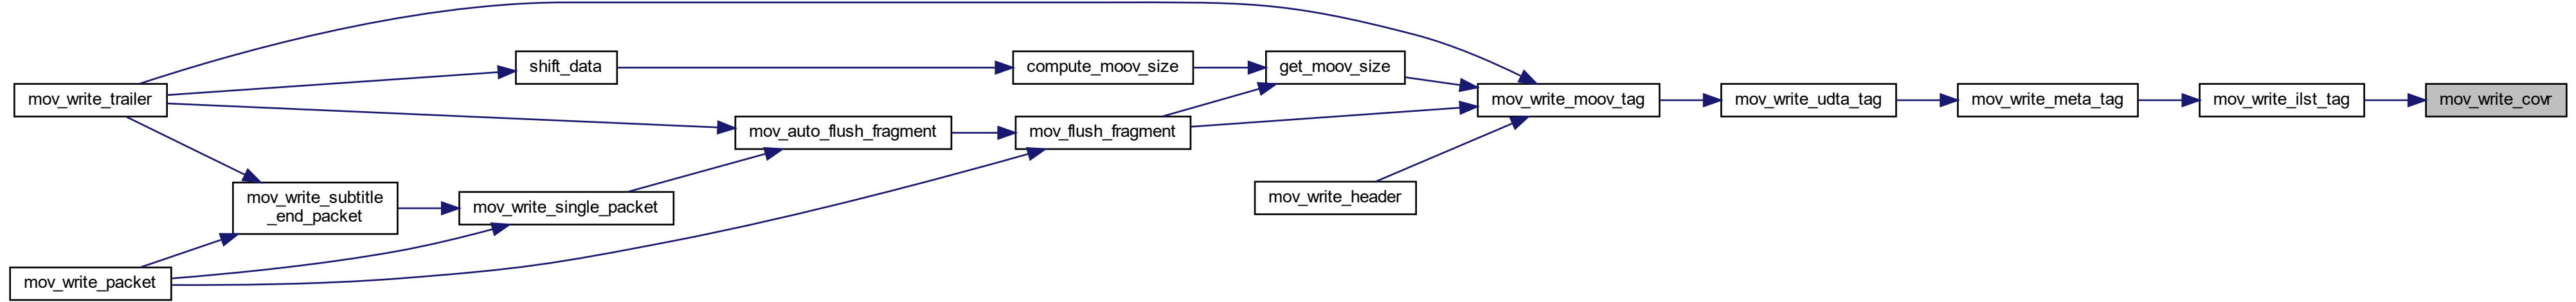 mov_write_trailer
shift_data
compute_moov_size
get_moov_size
mov_write_moov_tag
mov_write_udta_tag
mov_write_meta_tag
mov_write_ilst_tag
mov_write_covr
mov_auto_flush_fragment
mov_flush_fragment
mov_write_subtitle
_end_packet
mov_write_single_packet
mov_write_header
mov_write_packet